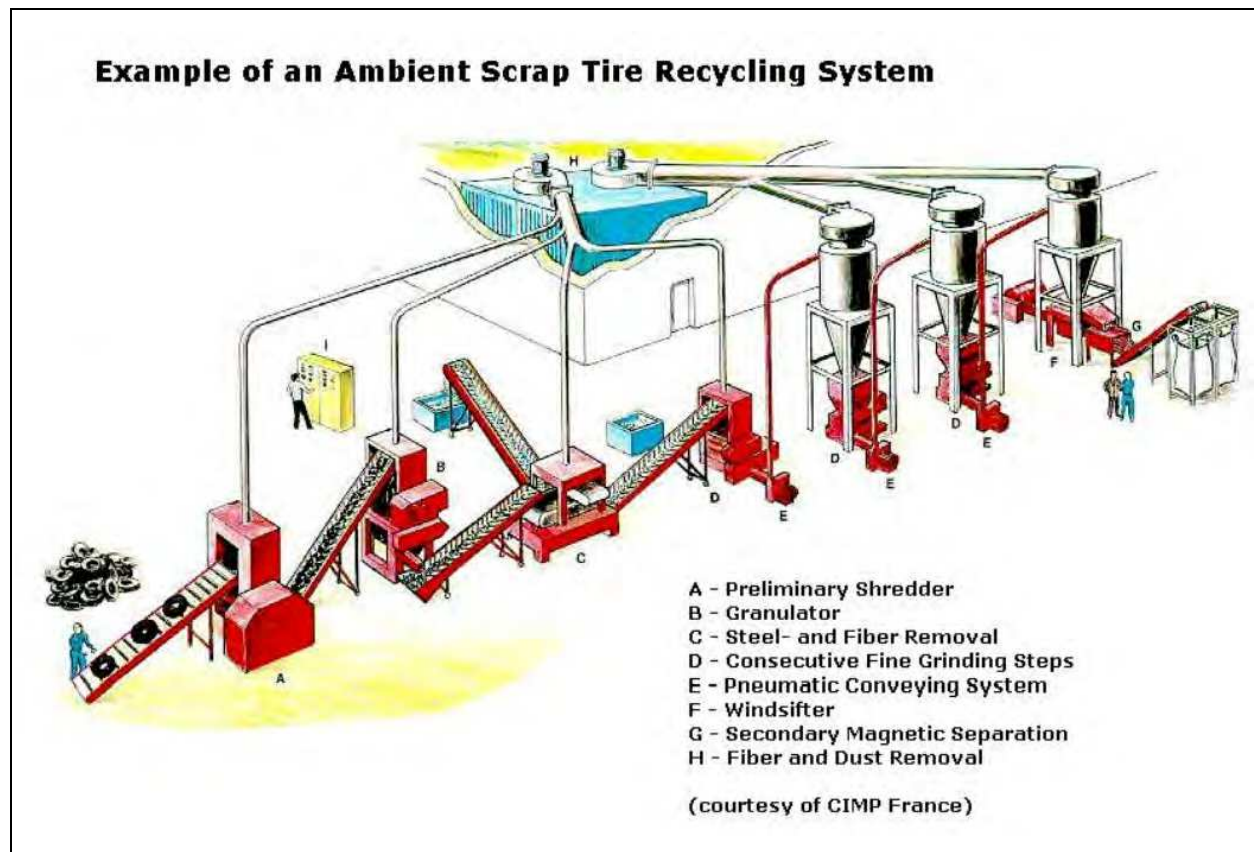 Example of an Ambient Scrap Tire Recycling System
H
I
B
G
F
D
E
D
E
D
E
C
A
A - Preliminary Shredder
B - Granulator
C - Steel- and Fiber Removal
D - Consecutive Fine Grinding Steps
E - Pneumatic Conveying System
F - Windsifter
G - Secondary Magnetic Separation
H - Fiber and Dust Removal
(courtesy of CIMP France)